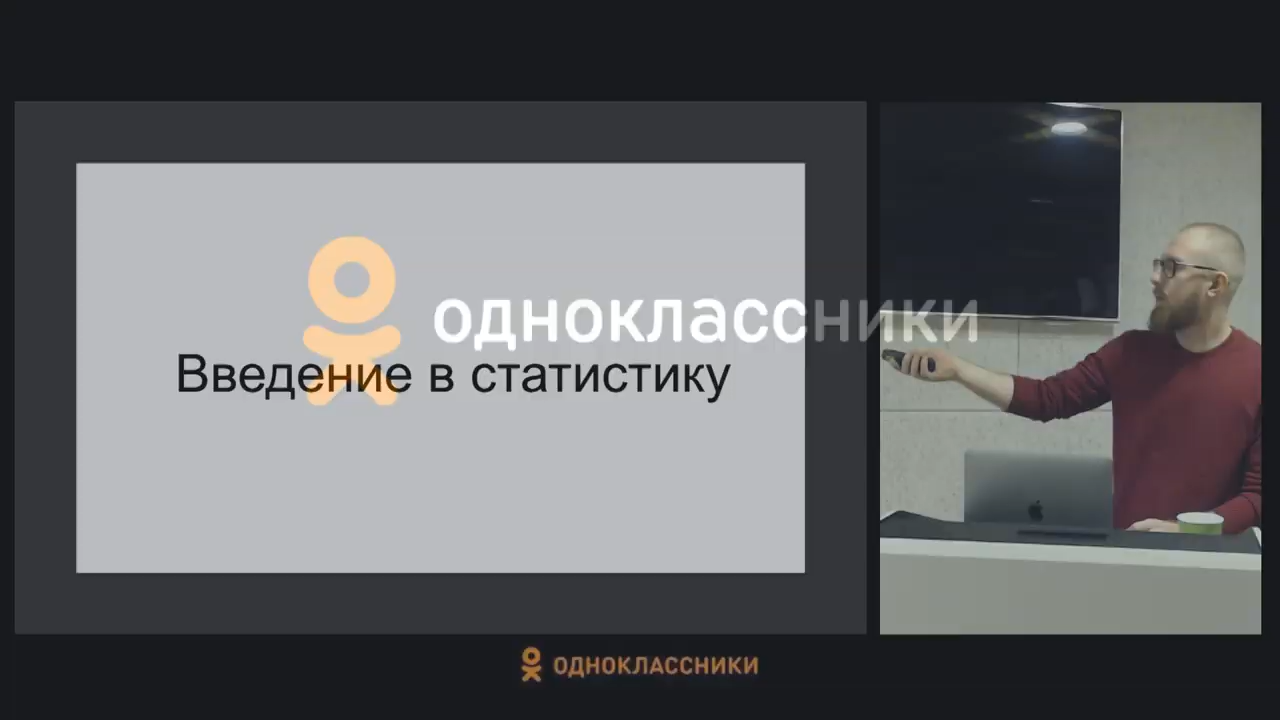 одноклассники
Введение в статистику
одноклассники